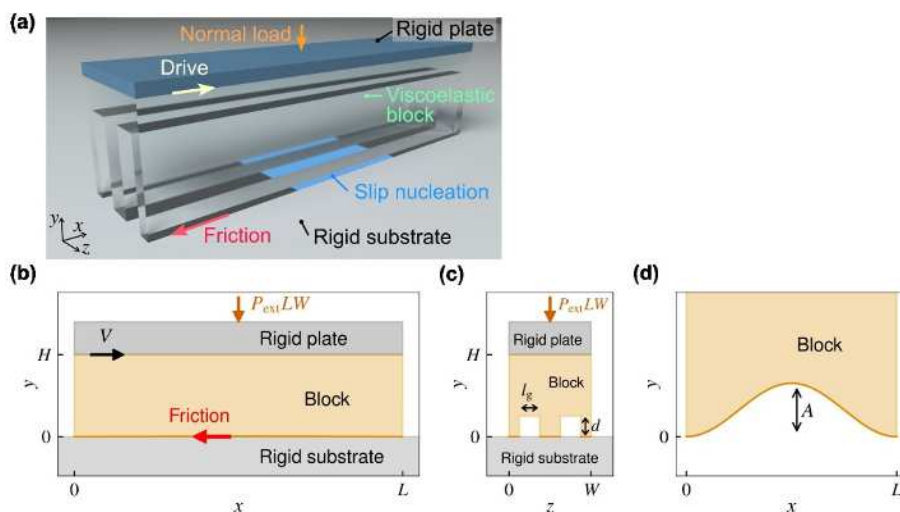 (a)
Normal load
Rigid plate
Drive
Viscoelastic
block
Slip nucleation
Friction
Rigid substrate
y
x
z
(b)
P_ext LW
V
Rigid plate
H
y
Block
Friction
0
Rigid substrate
0
L
x
(c)
P_ext LW
Rigid plate
H
y
Block
l_g
d
0
Rigid substrate
0
W
z
(d)
Block
y
A
0
0
L
x